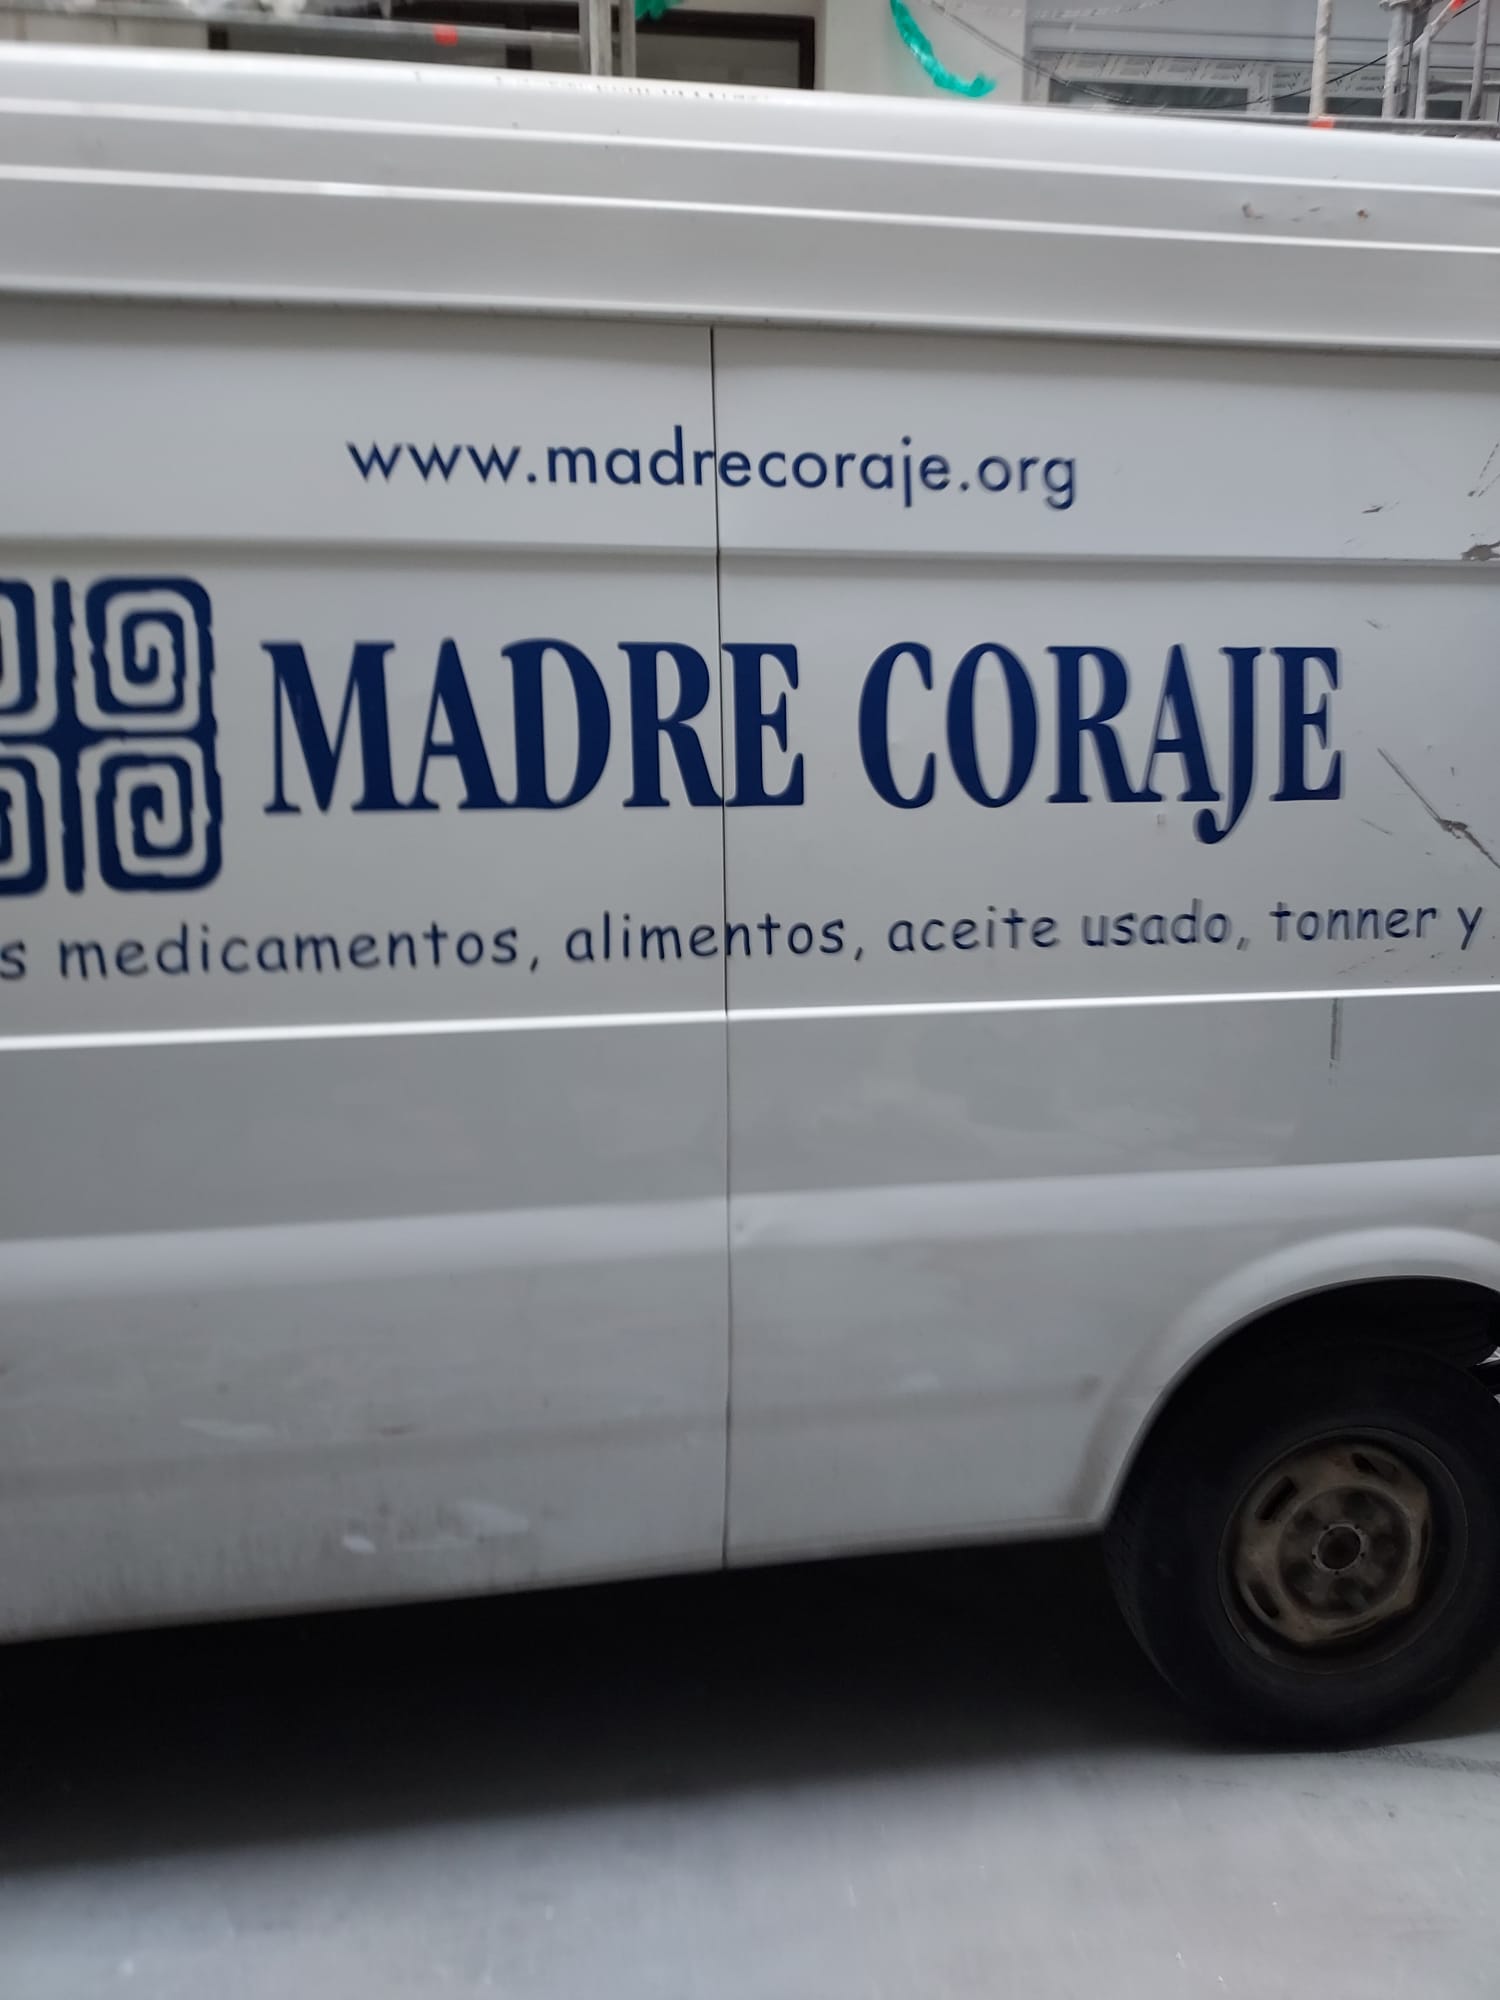 www.madrecoraje.org
MADRE CORAJE
s medicamentos, alimentos, aceite usado, tonner y